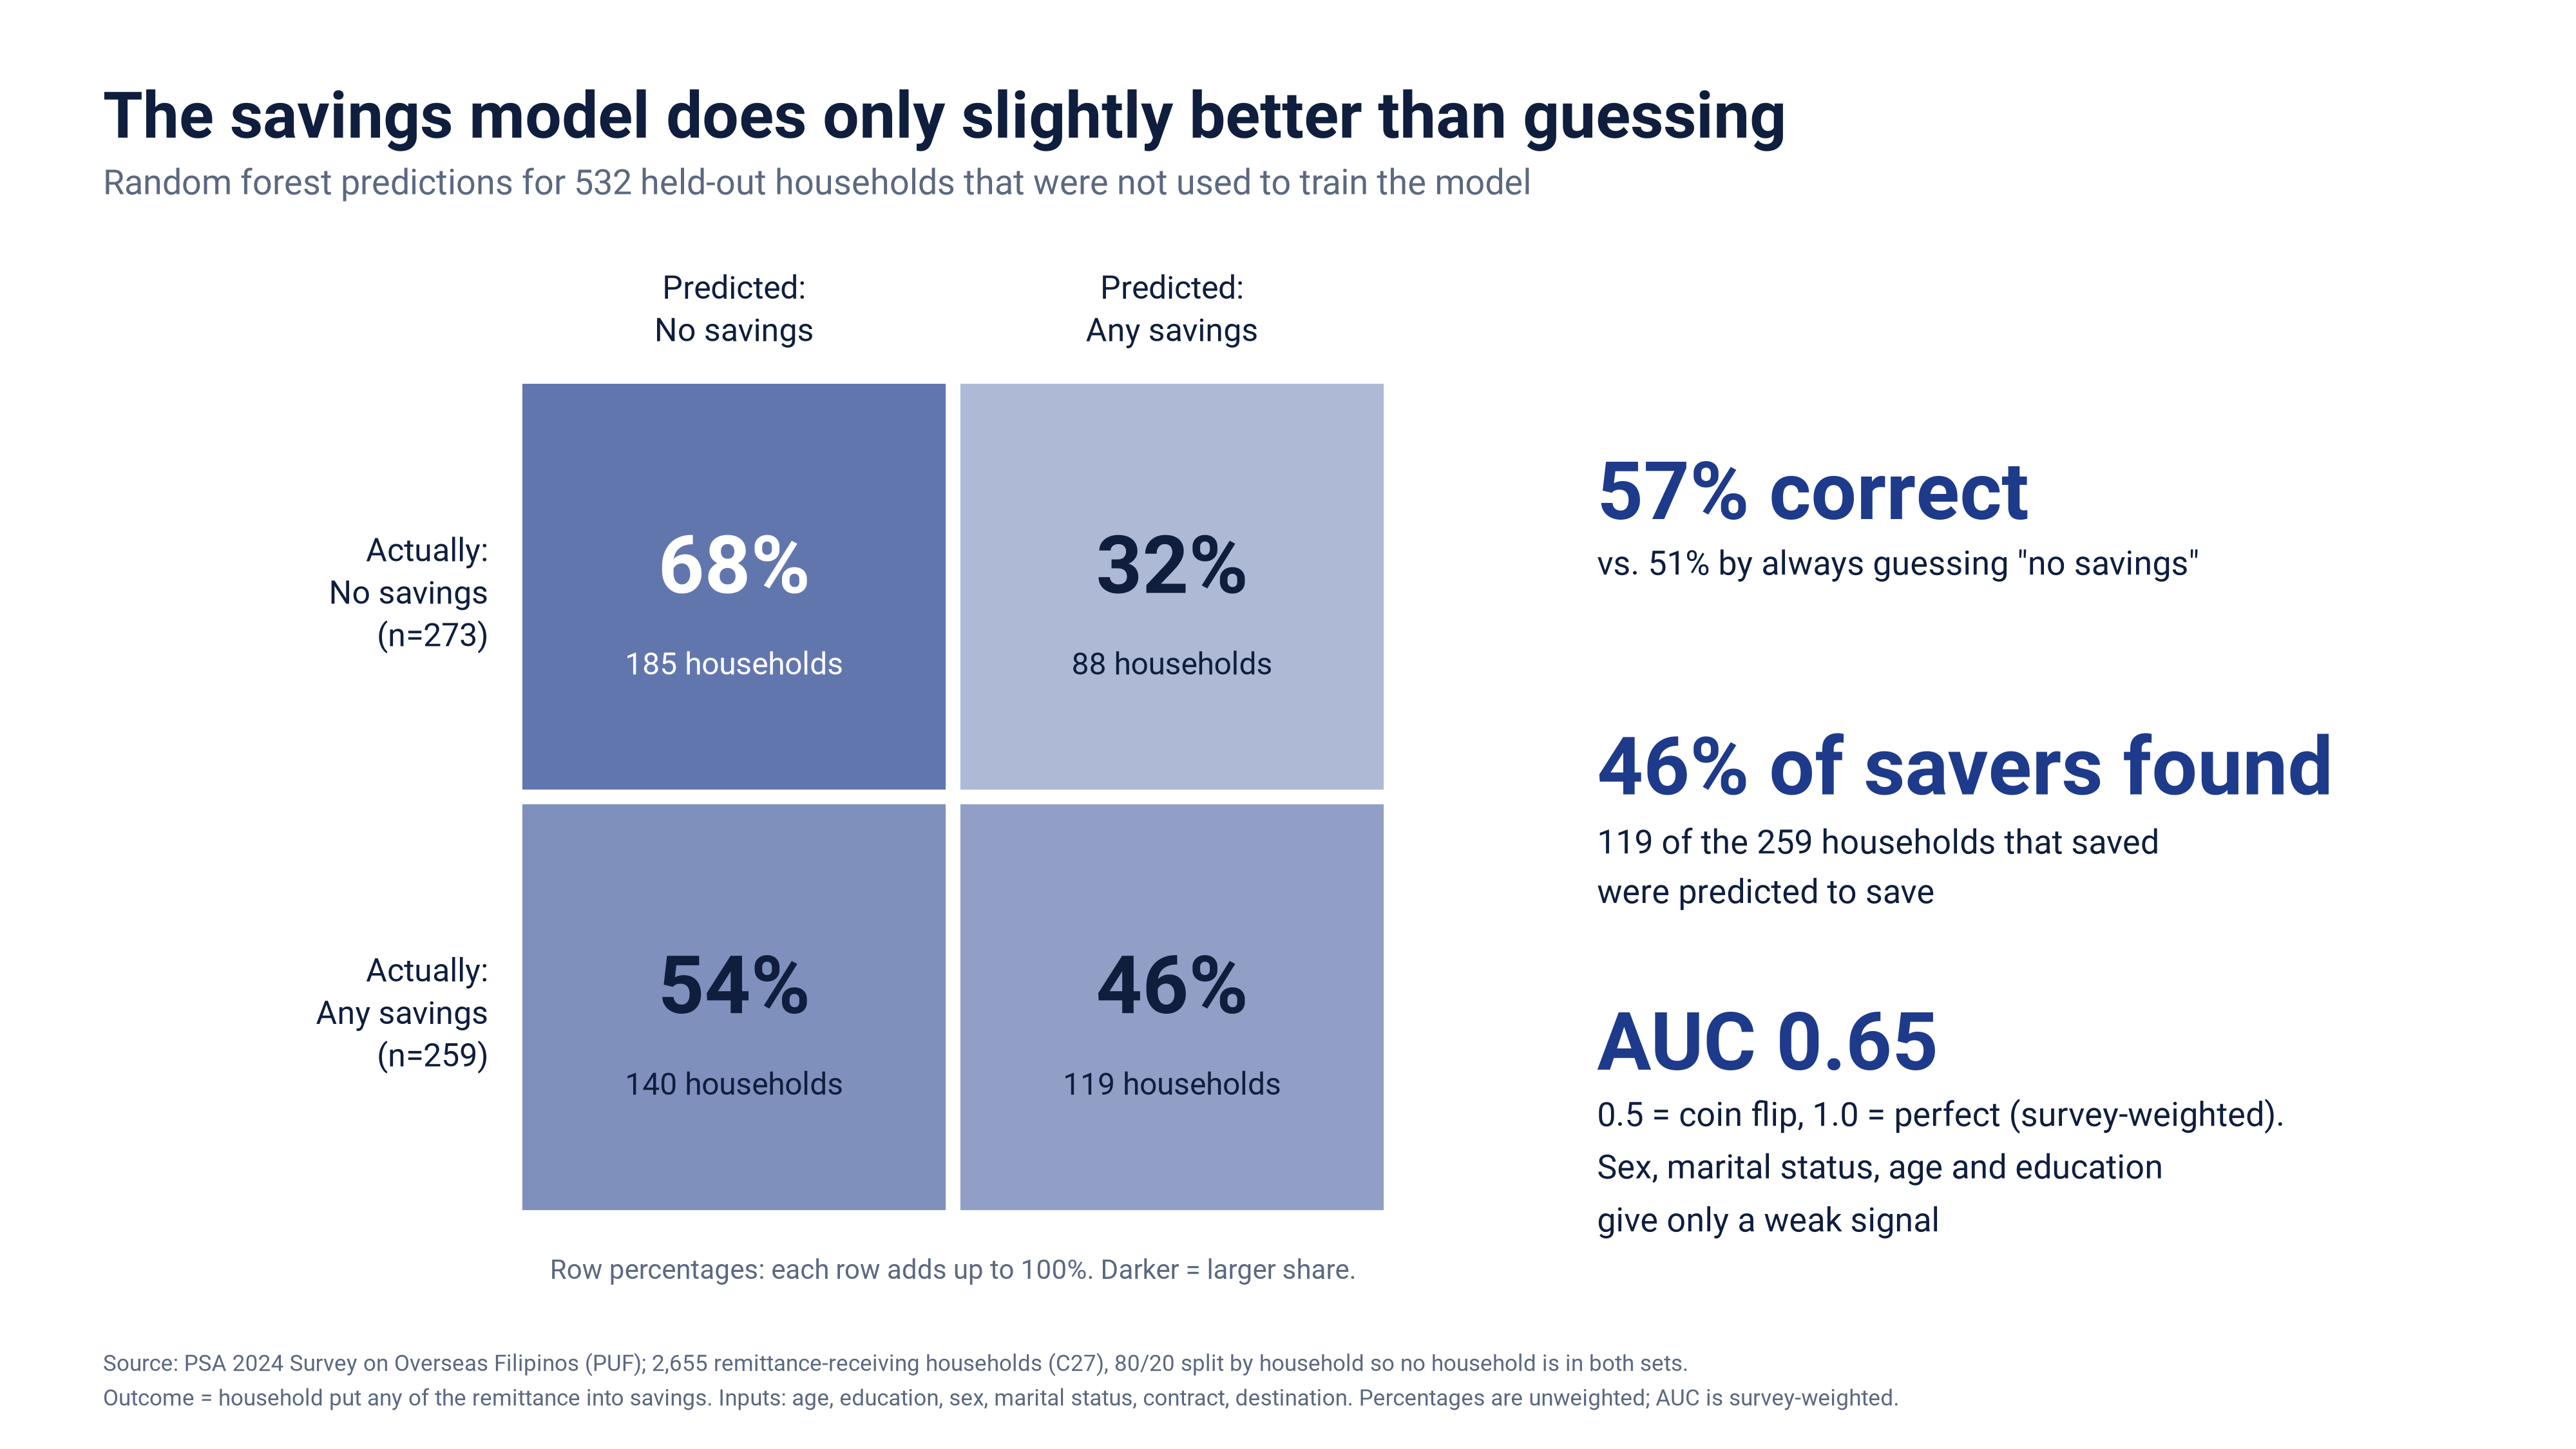 The savings model does only slightly better than guessing
Random forest predictions for 532 held-out households that were not used to train the model
Predicted:
No savings
Predicted:
Any savings
Actually:
No savings
(n=273)
68%
185 households
32%
88 households
Actually:
Any savings
(n=259)
54%
140 households
46%
119 households
Row percentages: each row adds up to 100%. Darker = larger share.
57% correct
vs. 51% by always guessing "no savings"
46% of savers found
119 of the 259 households that saved
were predicted to save
AUC 0.65
0.5 = coin flip, 1.0 = perfect (survey-weighted).
Sex, marital status, age and education
give only a weak signal
Source: PSA 2024 Survey on Overseas Filipinos (PUF); 2,655 remittance-receiving households (C27), 80/20 split by household so no household is in both sets.
Outcome = household put any of the remittance into savings. Inputs: age, education, sex, marital status, contract, destination. Percentages are unweighted; AUC is survey-weighted.